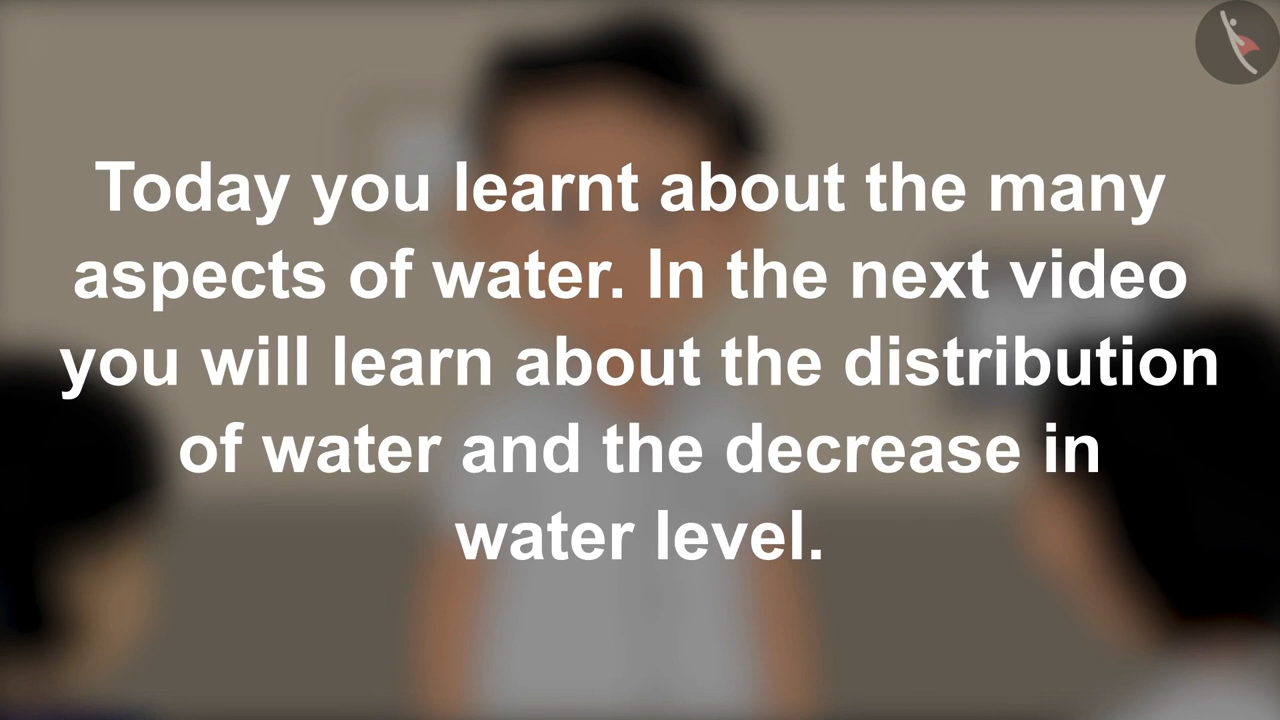 Today you learnt about the many
aspects of water. In the next video
you will learn about the distribution
of water and the decrease in
water level.